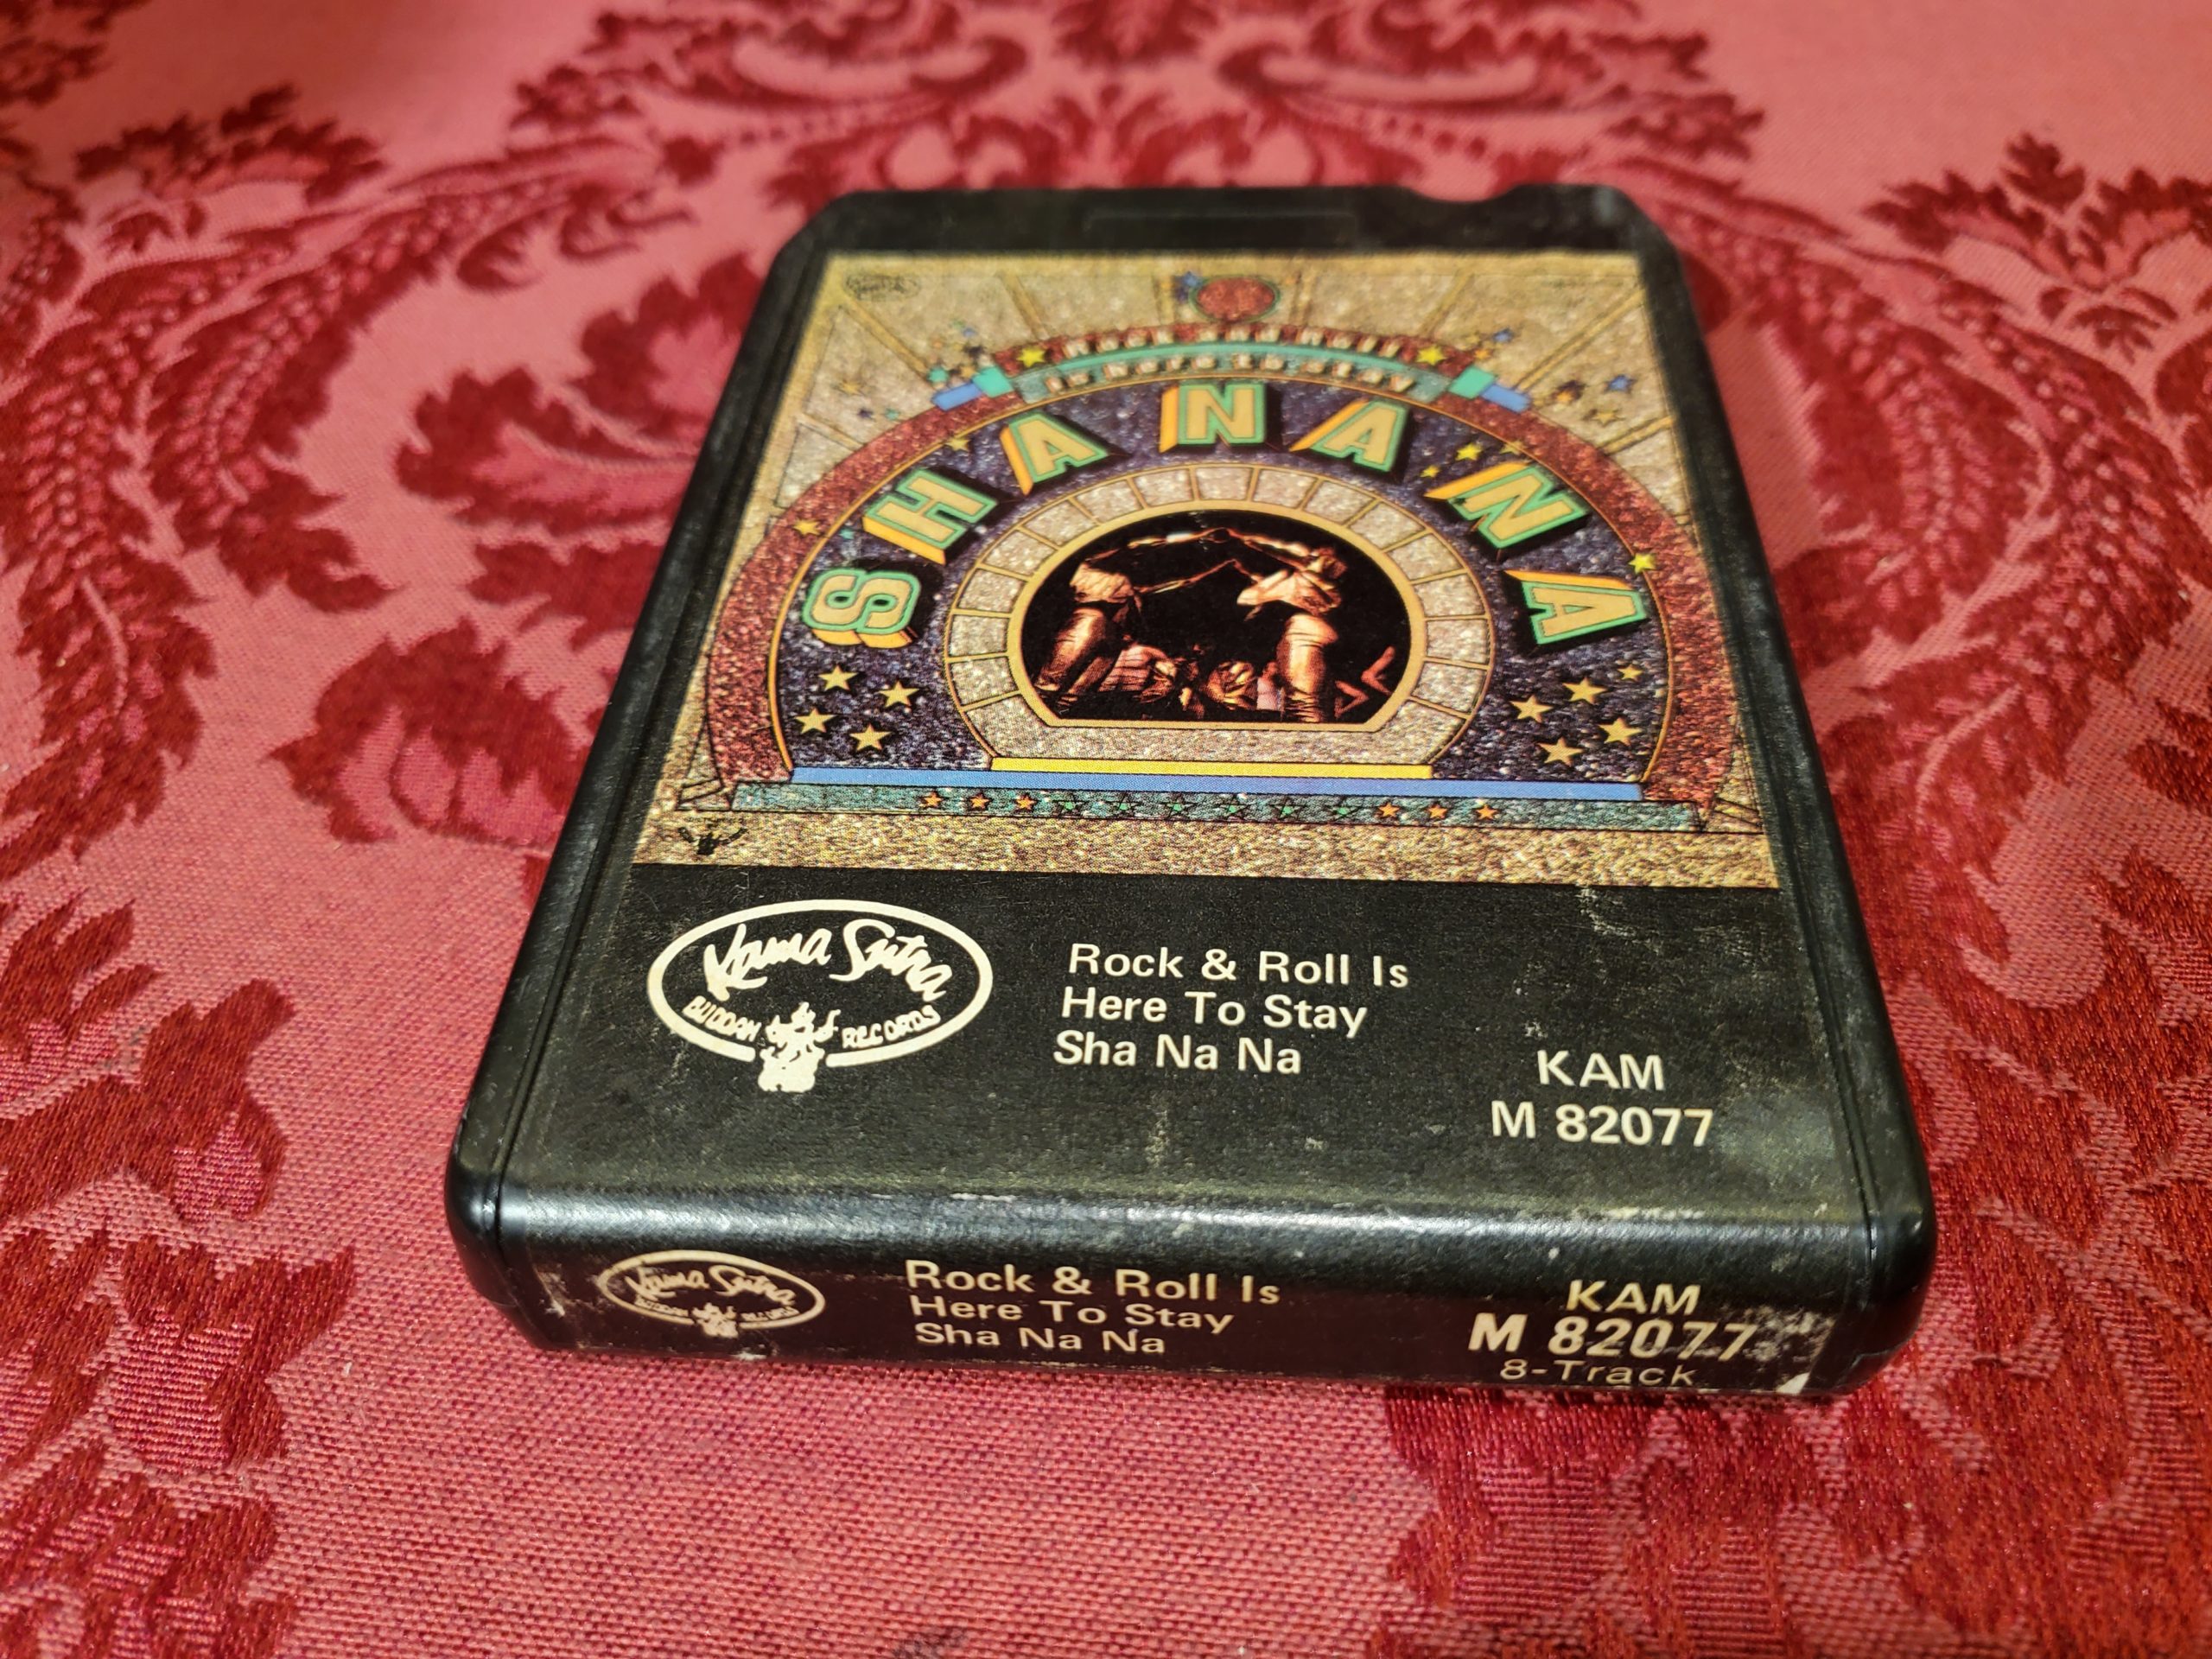 Rock and Roll
is here to stay
SHA NA NA
Kama Sutra
BUDDAH RECORDS
Rock & Roll Is
Here To Stay
Sha Na Na
KAM
M 82077
Kama Sutra
BUDDAH RECORDS
Rock & Roll Is
Here To Stay
Sha Na Na
KAM
M 82077
8-Track